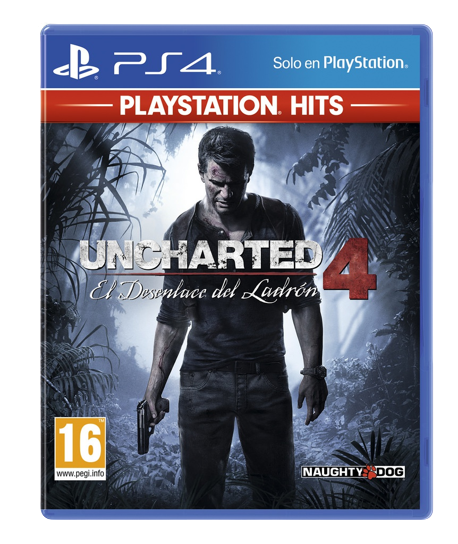 PS4
Solo en PlayStation®
PLAYSTATION® HITS
UNCHARTED 4
El Desenlace del Ladrón
16
www.pegi.info
NAUGHTY DOG